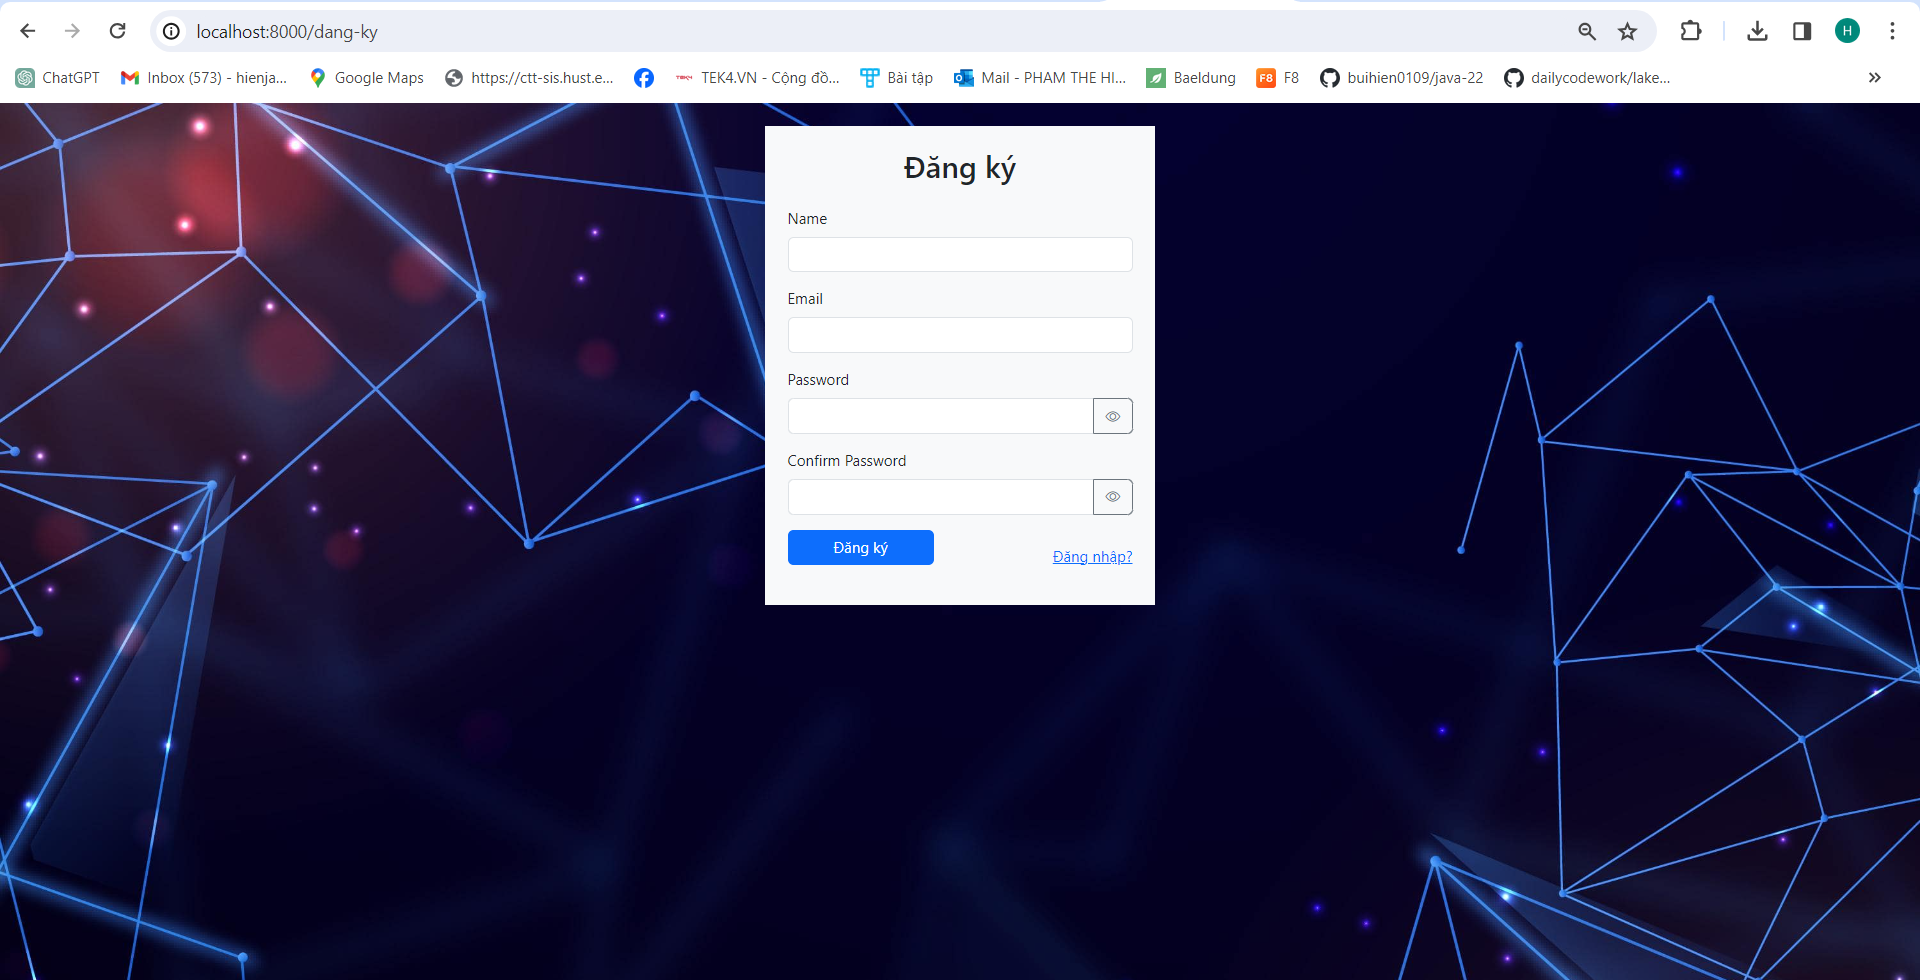 localhost:8000/dang-ky
H
ChatGPT
Inbox (573) - hienja...
Google Maps
https://ctt-sis.hust.e...
TEK4.VN - Cộng đồ...
Bài tập
Mail - PHAM THE HI...
Baeldung
F8 F8
buihien0109/java-22
dailycodework/lake...
Đăng ký
Name
Email
Password
Confirm Password
Đăng ký
Đăng nhập?